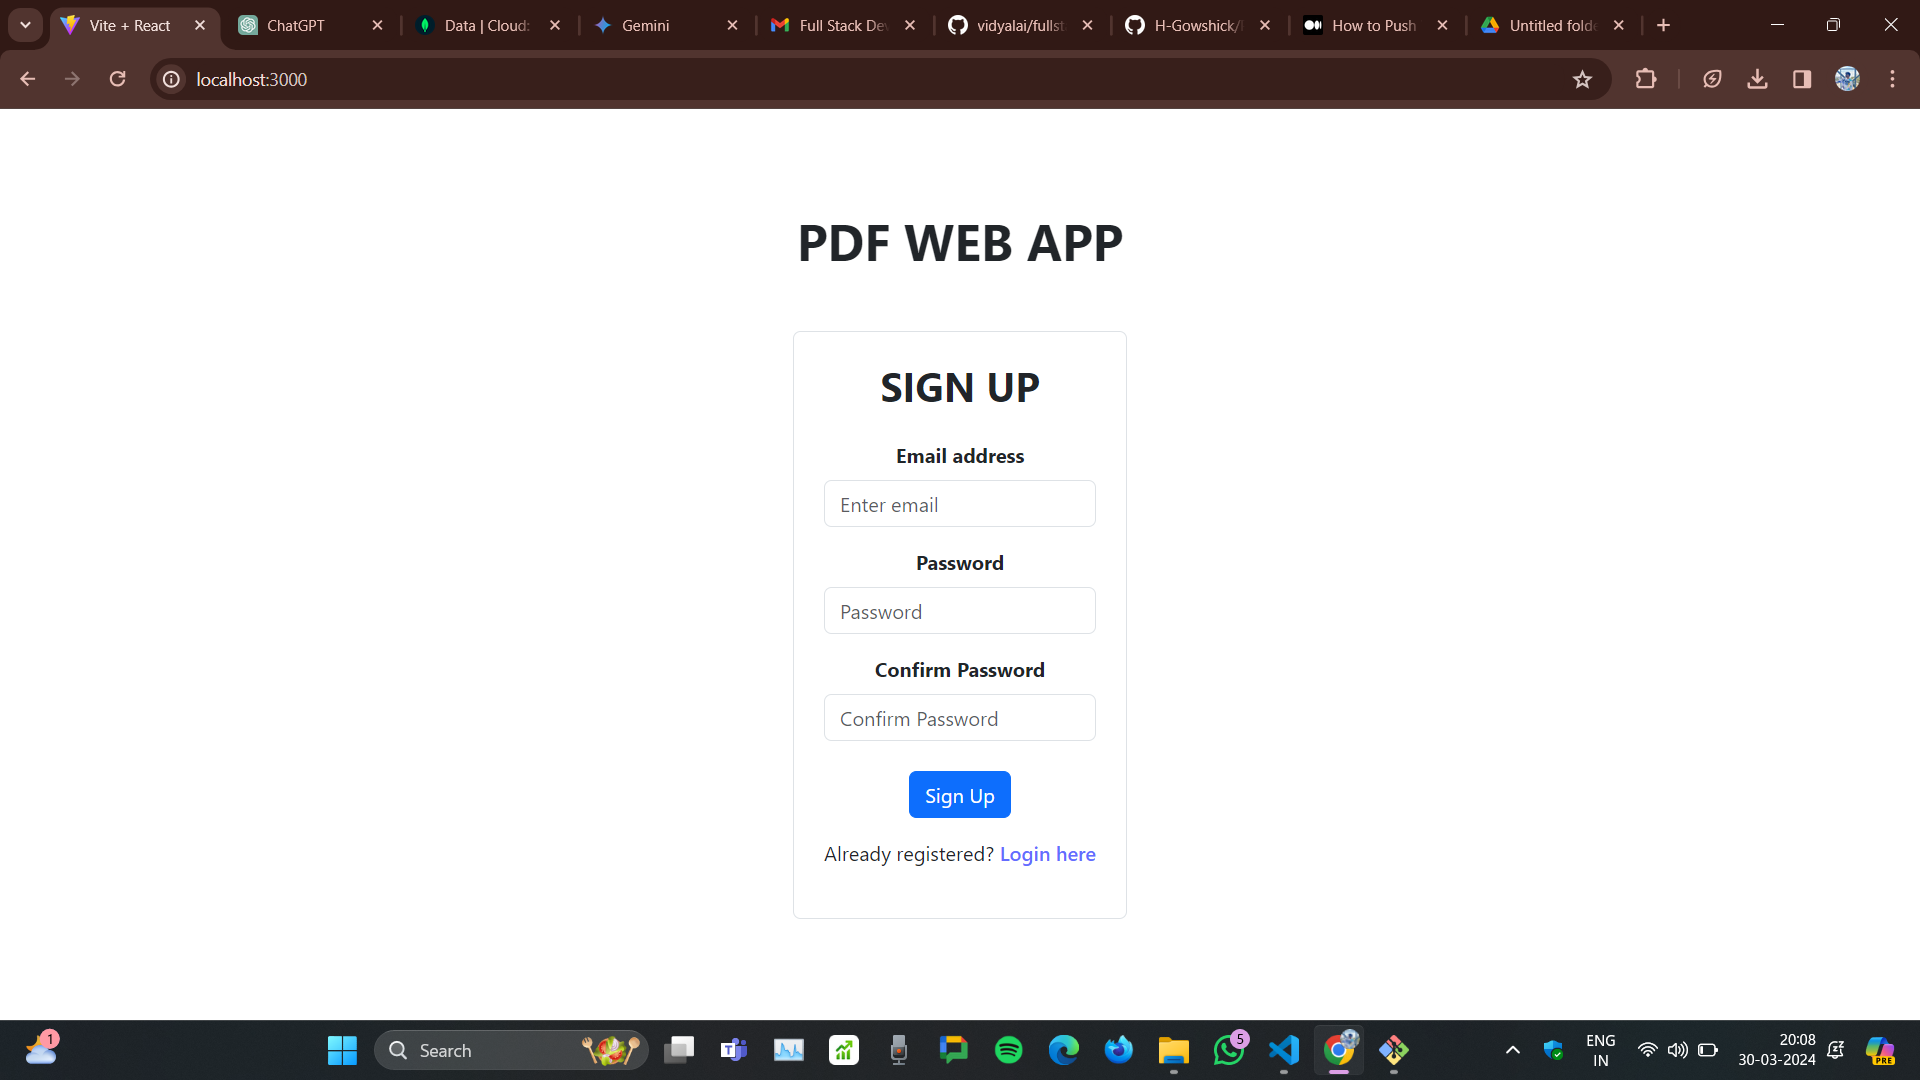 Vite + React
ChatGPT
Data | Cloud:
Gemini
Full Stack De
vidyalai/fullst
H-Gowshick/
How to Push
Untitled folde
localhost:3000
PDF WEB APP
SIGN UP
Email address
Enter email
Password
Password
Confirm Password
Confirm Password
Sign Up
Already registered? Login here
1
Search
5
ENG
IN
20:08
30-03-2024
PRE